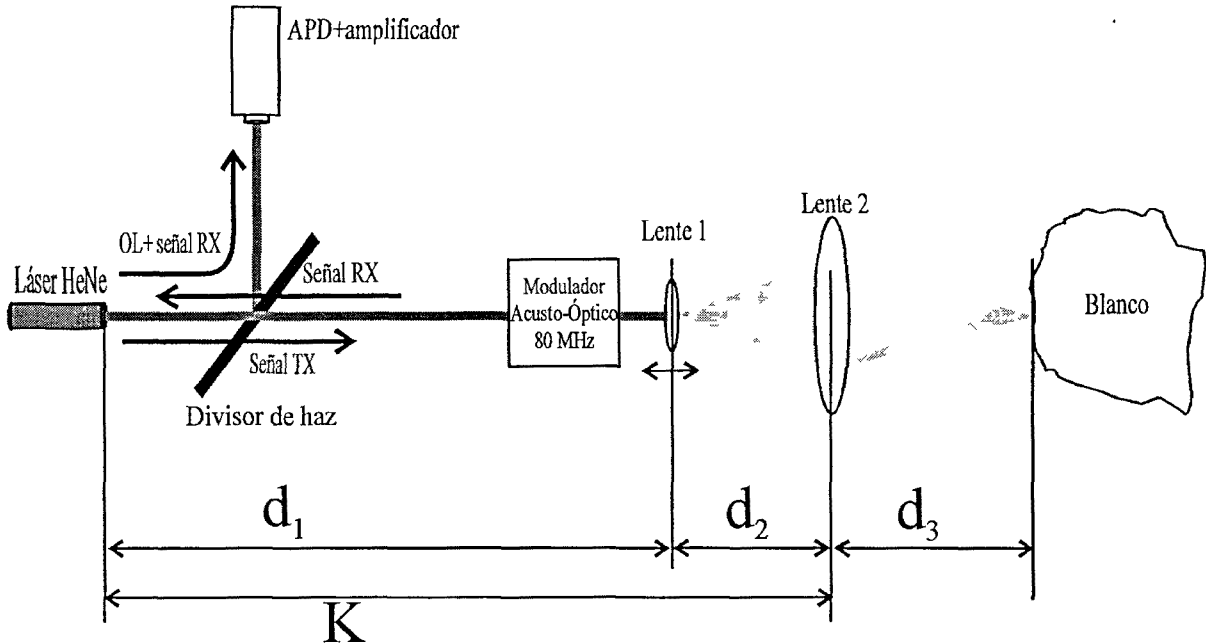 APD+amplificador
OL+ señal RX
Láser HeNe
Señal RX
Señal TX
Divisor de haz
Modulador
Acusto-Óptico
80 MHz
Lente 1
Lente 2
Blanco
d₁
d₂
d₃
K